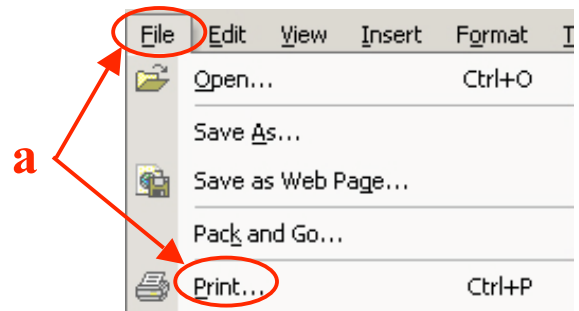 File Edit View Insert Format T
Open... Ctrl+O
Save As...
a
Save as Web Page...
Pack and Go...
Print... Ctrl+P